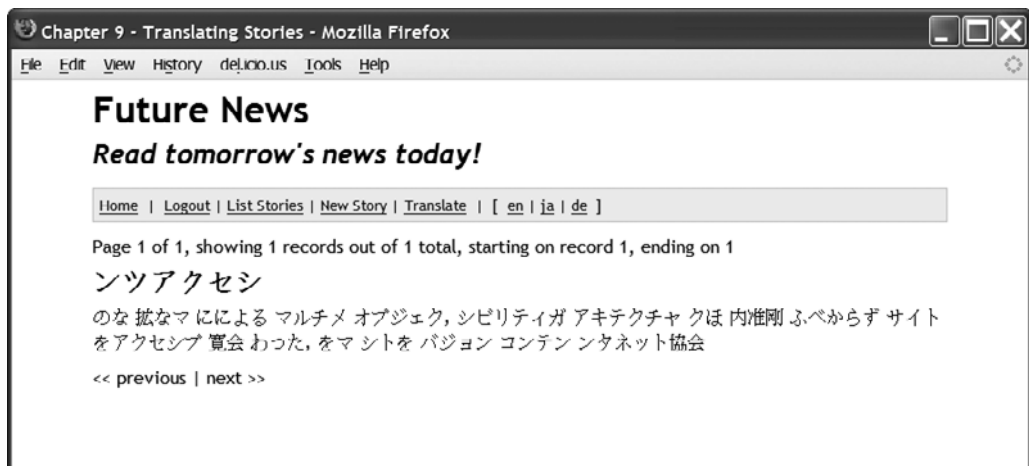 Chapter 9 - Translating Stories - Mozilla Firefox
File Edit View History del.icio.us Tools Help
Future News
Read tomorrow's news today!
Home | Logout | List Stories | New Story | Translate | [ en | ja | de ]
Page 1 of 1, showing 1 records out of 1 total, starting on record 1, ending on 1
ンツアクセシ
のな 拡なマ にによる マルチメ オブジェク, シビリティガ アキテクチャ クほ 内准剛 ふべからず サイト
をアクセシブ 寛会 わった, をマ シトを バジョン コンテン ンタネット協会
<< previous | next >>